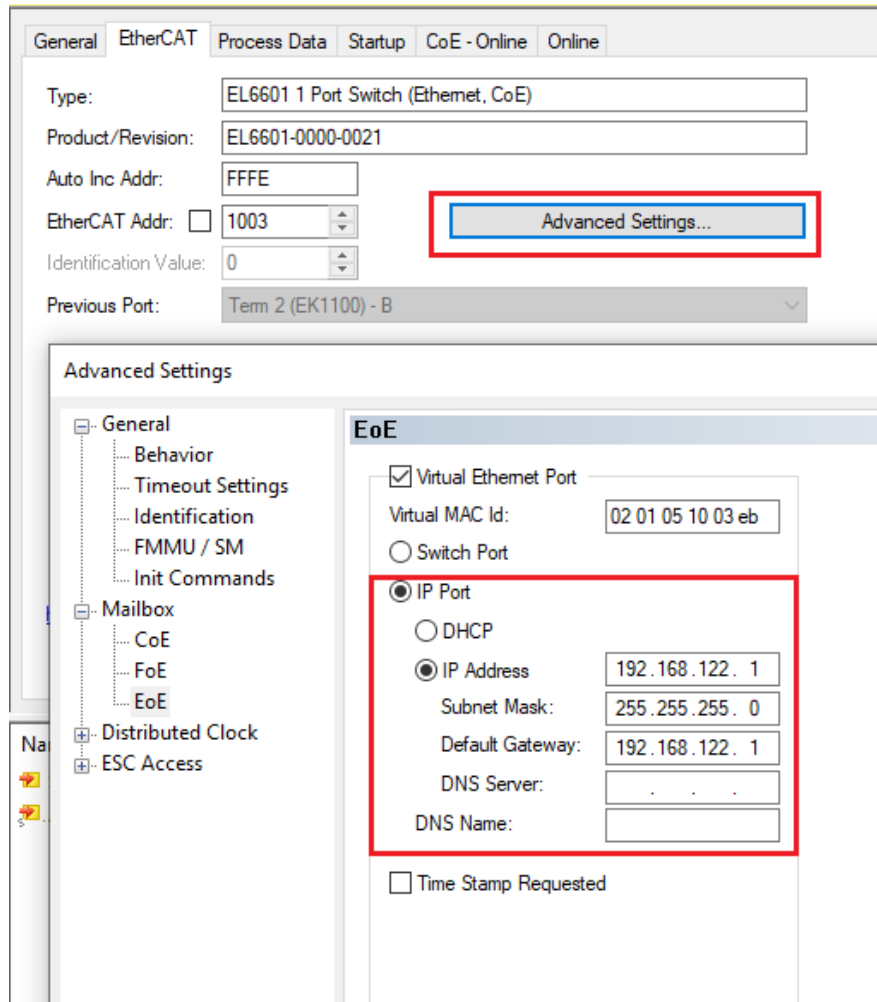 General EtherCAT Process Data Startup CoE - Online Online
Type: EL6601 1 Port Switch (Ethernet, CoE)
Product/Revision: EL6601-0000-0021
Auto Inc Addr: FFFE
EtherCAT Addr: 1003 Advanced Settings...
Identification Value: 0
Previous Port: Term 2 (EK1100) - B
Advanced Settings
General
Behavior
Timeout Settings
Identification
FMMU / SM
Init Commands
Mailbox
CoE
FoE
EoE
Distributed Clock
ESC Access
EoE
Virtual Ethernet Port
Virtual MAC Id: 02 01 05 10 03 eb
Switch Port
IP Port
DHCP
IP Address 192.168.122. 1
Subnet Mask: 255.255.255. 0
Default Gateway: 192.168.122. 1
DNS Server: . . .
DNS Name:
Time Stamp Requested